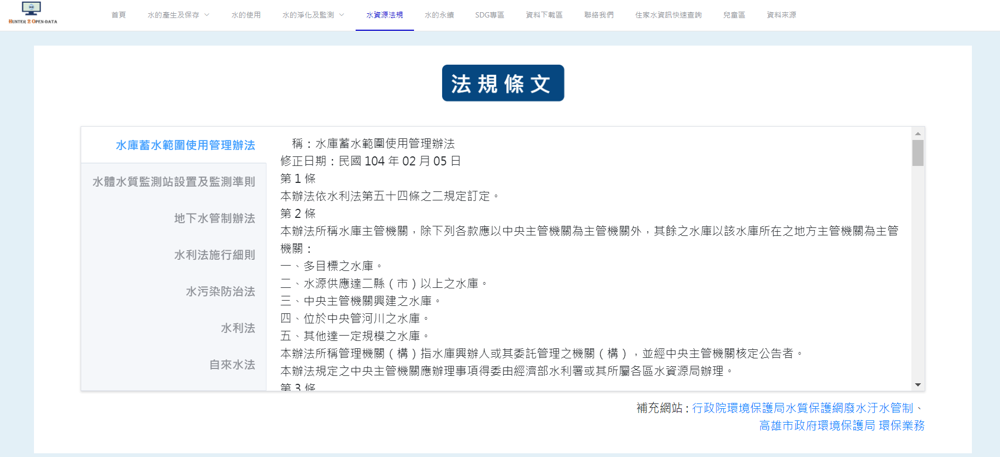 HUNTER 2 OPEN-DATA
首頁
水的產生及保存
水的使用
水的淨化及監測
水資源法規
水的永續
SDG專區
資料下載區
聯絡我們
住家水資訊快速查詢
兒童區
資料來源
法規條文
水庫蓄水範圍使用管理辦法
水體水質監測站設置及監測準則
地下水管制辦法
水利法施行細則
水污染防治法
水利法
自來水法
稱：水庫蓄水範圍使用管理辦法
修正日期：民國 104 年 02 月 05 日
第 1 條
本辦法依水利法第五十四條之二規定訂定。
第 2 條
本辦法所稱水庫主管機關，除下列各款應以中央主管機關為主管機關外，其餘之水庫以該水庫所在之地方主管機關為主管
機關：
一、多目標之水庫。
二、水源供應達二縣（市）以上之水庫。
三、中央主管機關興建之水庫。
四、位於中央管河川之水庫。
五、其他達一定規模之水庫。
本辦法所稱管理機關（構）指水庫興辦人或其委託管理之機關（構），並經中央主管機關核定公告者。
本辦法規定之中央主管機關應辦理事項得委由經濟部水利署或其所屬各區水資源局辦理。
第 3 條
補充網站 : 行政院環境保護局水質保護網廢水汙水管制、
高雄市政府環境保護局 環保業務